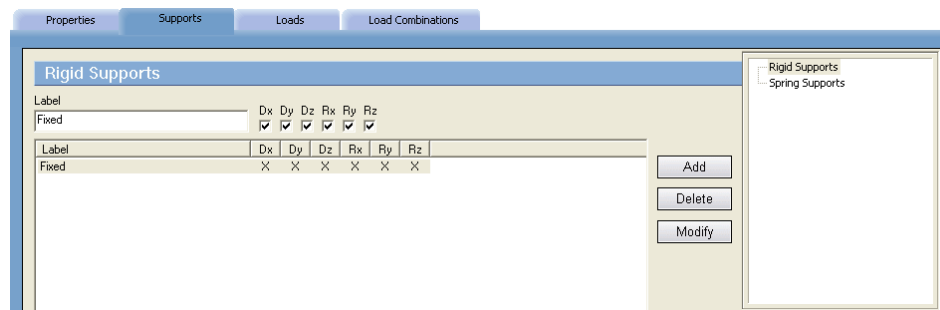 Properties Supports Loads Load Combinations
Rigid Supports
Label Dx Dy Dz Rx Ry Rz
Fixed
Label Dx Dy Dz Rx Ry Rz
Fixed X X X X X X
Add
Delete
Modify
Rigid Supports
Spring Supports